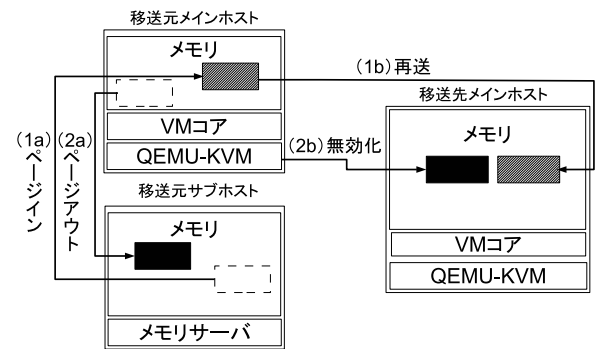 移送元メインホスト
メモリ
VMコア
QEMU-KVM
(1a)ページイン
(2a)ページアウト
(1b)再送
(2b)無効化
移送元サブホスト
メモリ
メモリサーバ
移送先メインホスト
メモリ
VMコア
QEMU-KVM